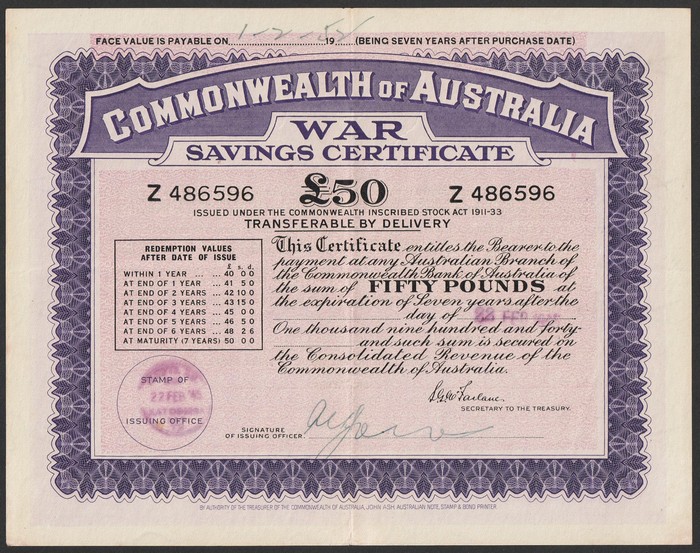 FACE VALUE IS PAYABLE ON 1-2-52 19 (BEING SEVEN YEARS AFTER PURCHASE DATE)
COMMONWEALTH OF AUSTRALIA
WAR
SAVINGS CERTIFICATE
Z 486596 £50 Z 486596
ISSUED UNDER THE COMMONWEALTH INSCRIBED STOCK ACT 1911-33
TRANSFERABLE BY DELIVERY
REDEMPTION VALUES
AFTER DATE OF ISSUE
£ s. d.
WITHIN 1 YEAR ... ... 40 0 0
AT END OF 1 YEAR ... 41 5 0
AT END OF 2 YEARS ... 42 10 0
AT END OF 3 YEARS ... 43 15 0
AT END OF 4 YEARS ... 45 0 0
AT END OF 5 YEARS ... 46 5 0
AT END OF 6 YEARS ... 48 2 6
AT MATURITY (7 YEARS) 50 0 0
This Certificate entitles the Bearer to the
payment at any Australian Branch of
the Commonwealth Bank of Australia of
the sum of FIFTY POUNDS at
the expiration of Seven years after the
day of FEB
One thousand nine hundred and forty-
and such sum is secured on
the Consolidated Revenue of the
Commonwealth of Australia.
STAMP OF
22 FEB
ISSUING OFFICE
S.G. McFarlane
SECRETARY TO THE TREASURY.
SIGNATURE
OF ISSUING OFFICER
BY AUTHORITY OF THE TREASURER OF THE COMMONWEALTH OF AUSTRALIA, JOHN ASH, AUSTRALIAN NOTE, STAMP & BOND PRINTER